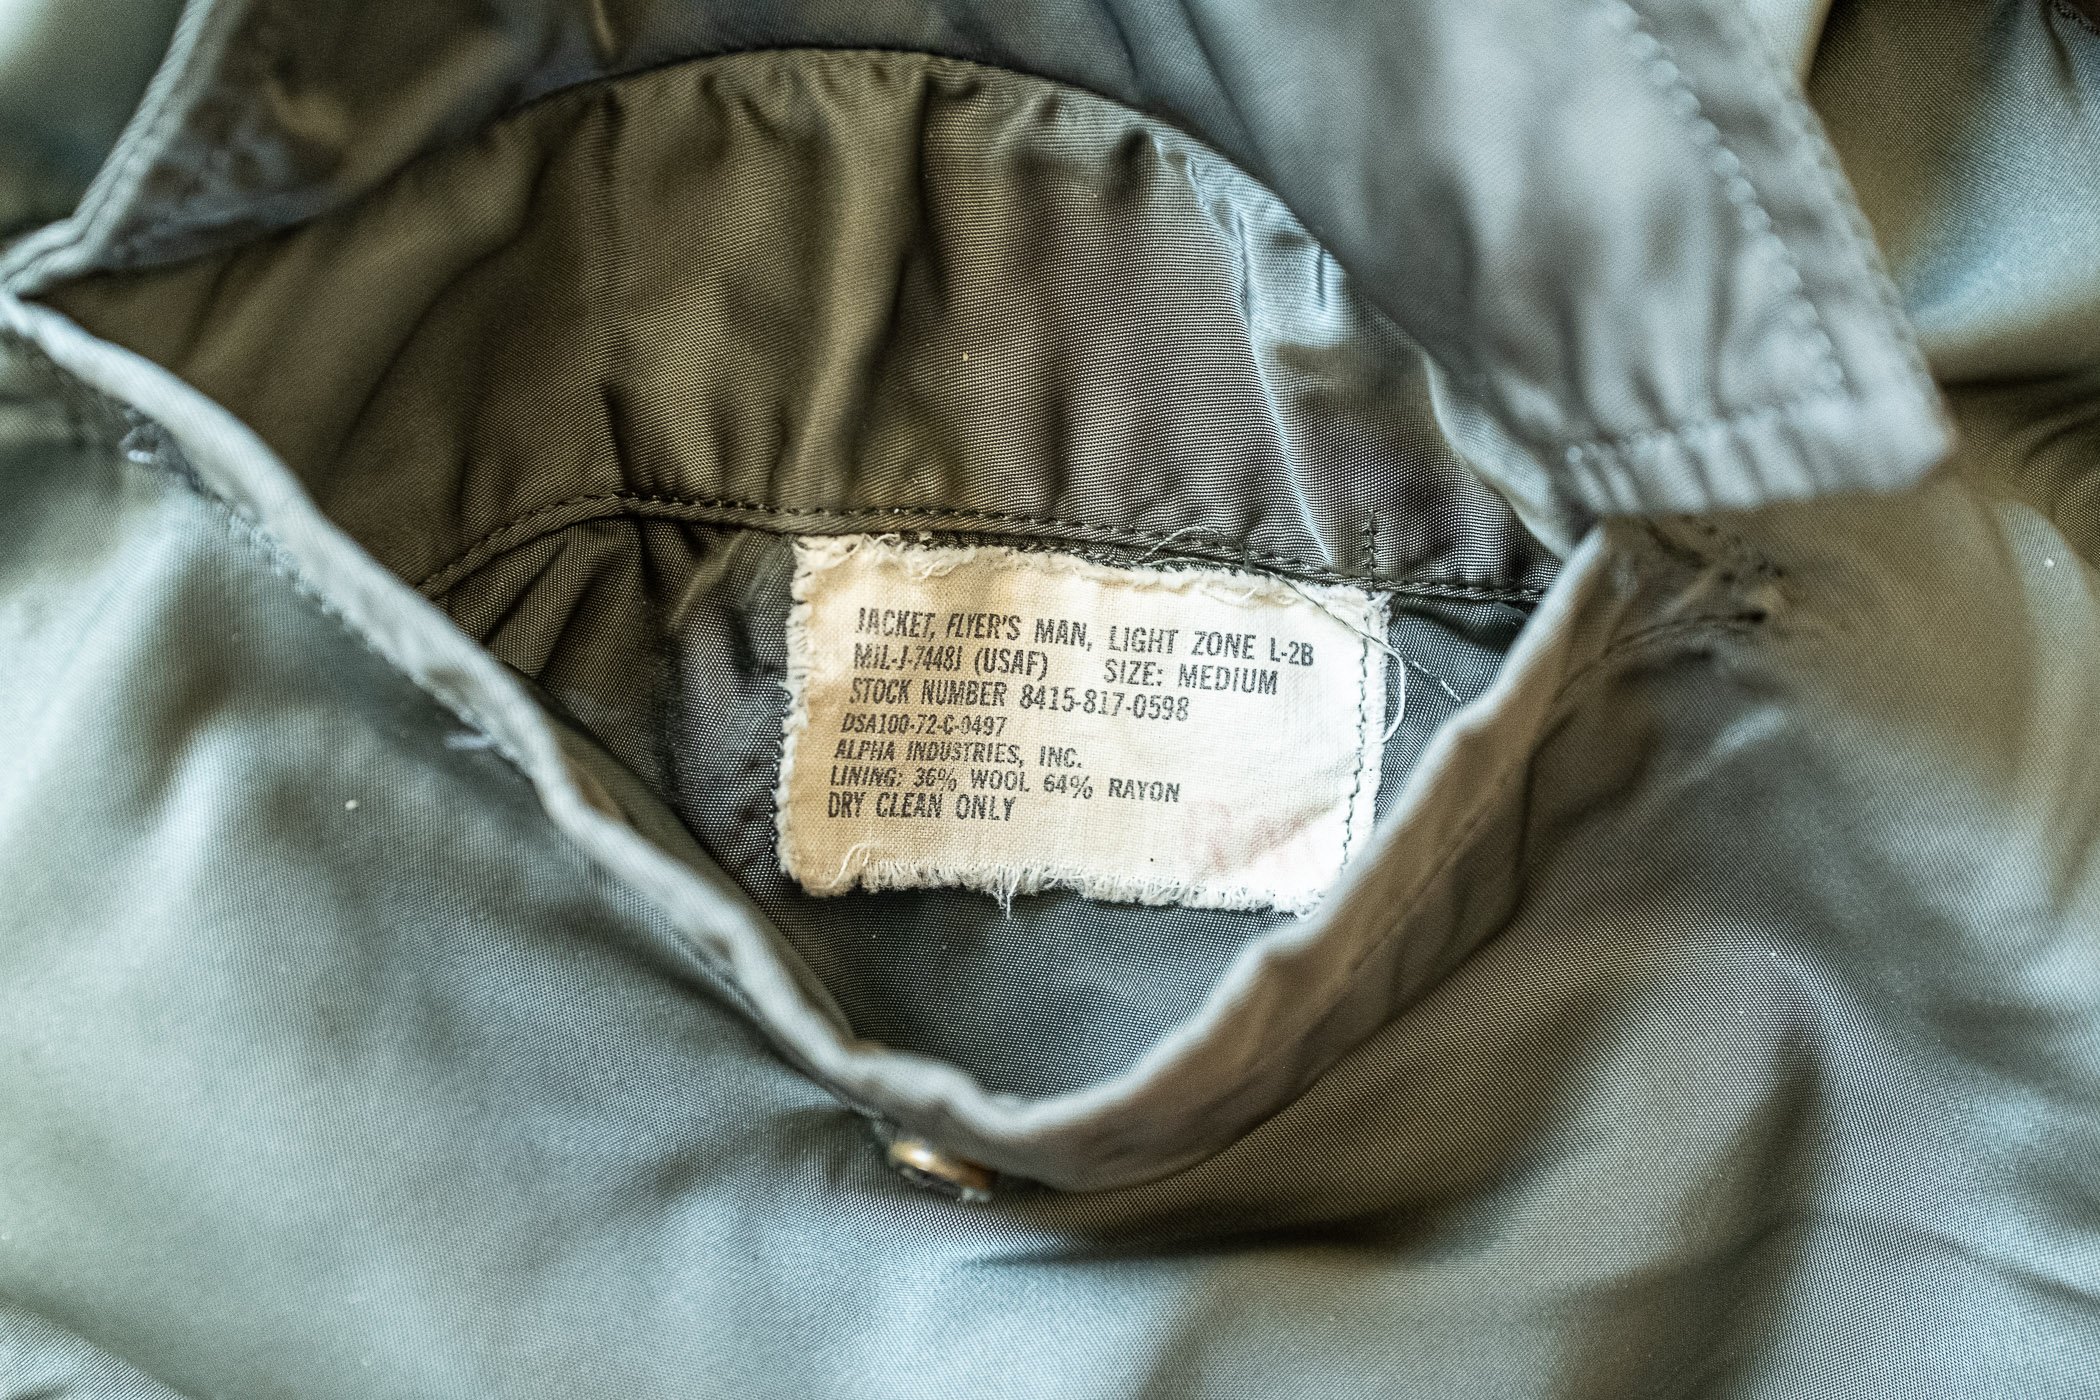 JACKET, FLYER'S MAN, LIGHT ZONE L-2B
MIL-J-7448J (USAF) SIZE: MEDIUM
STOCK NUMBER 8415-817-0598
DSA100-72-C-0497
ALPHA INDUSTRIES, INC.
LINING: 36% WOOL 64% RAYON
DRY CLEAN ONLY